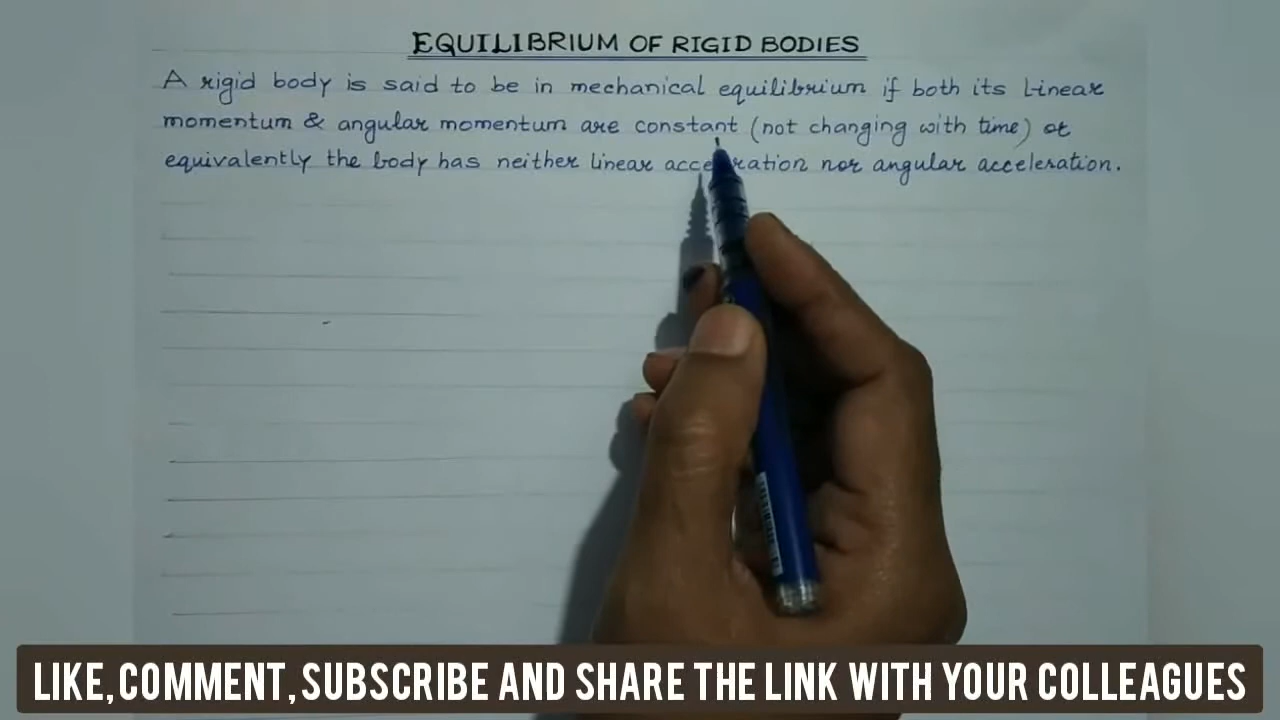 EQUILIBRIUM OF RIGID BODIES
A rigid body is said to be in mechanical equilibrium if both its linear
momentum & angular momentum are constant (not changing with time) or
equivalently the body has neither linear acceleration nor angular acceleration.
LIKE, COMMENT, SUBSCRIBE AND SHARE THE LINK WITH YOUR COLLEAGUES